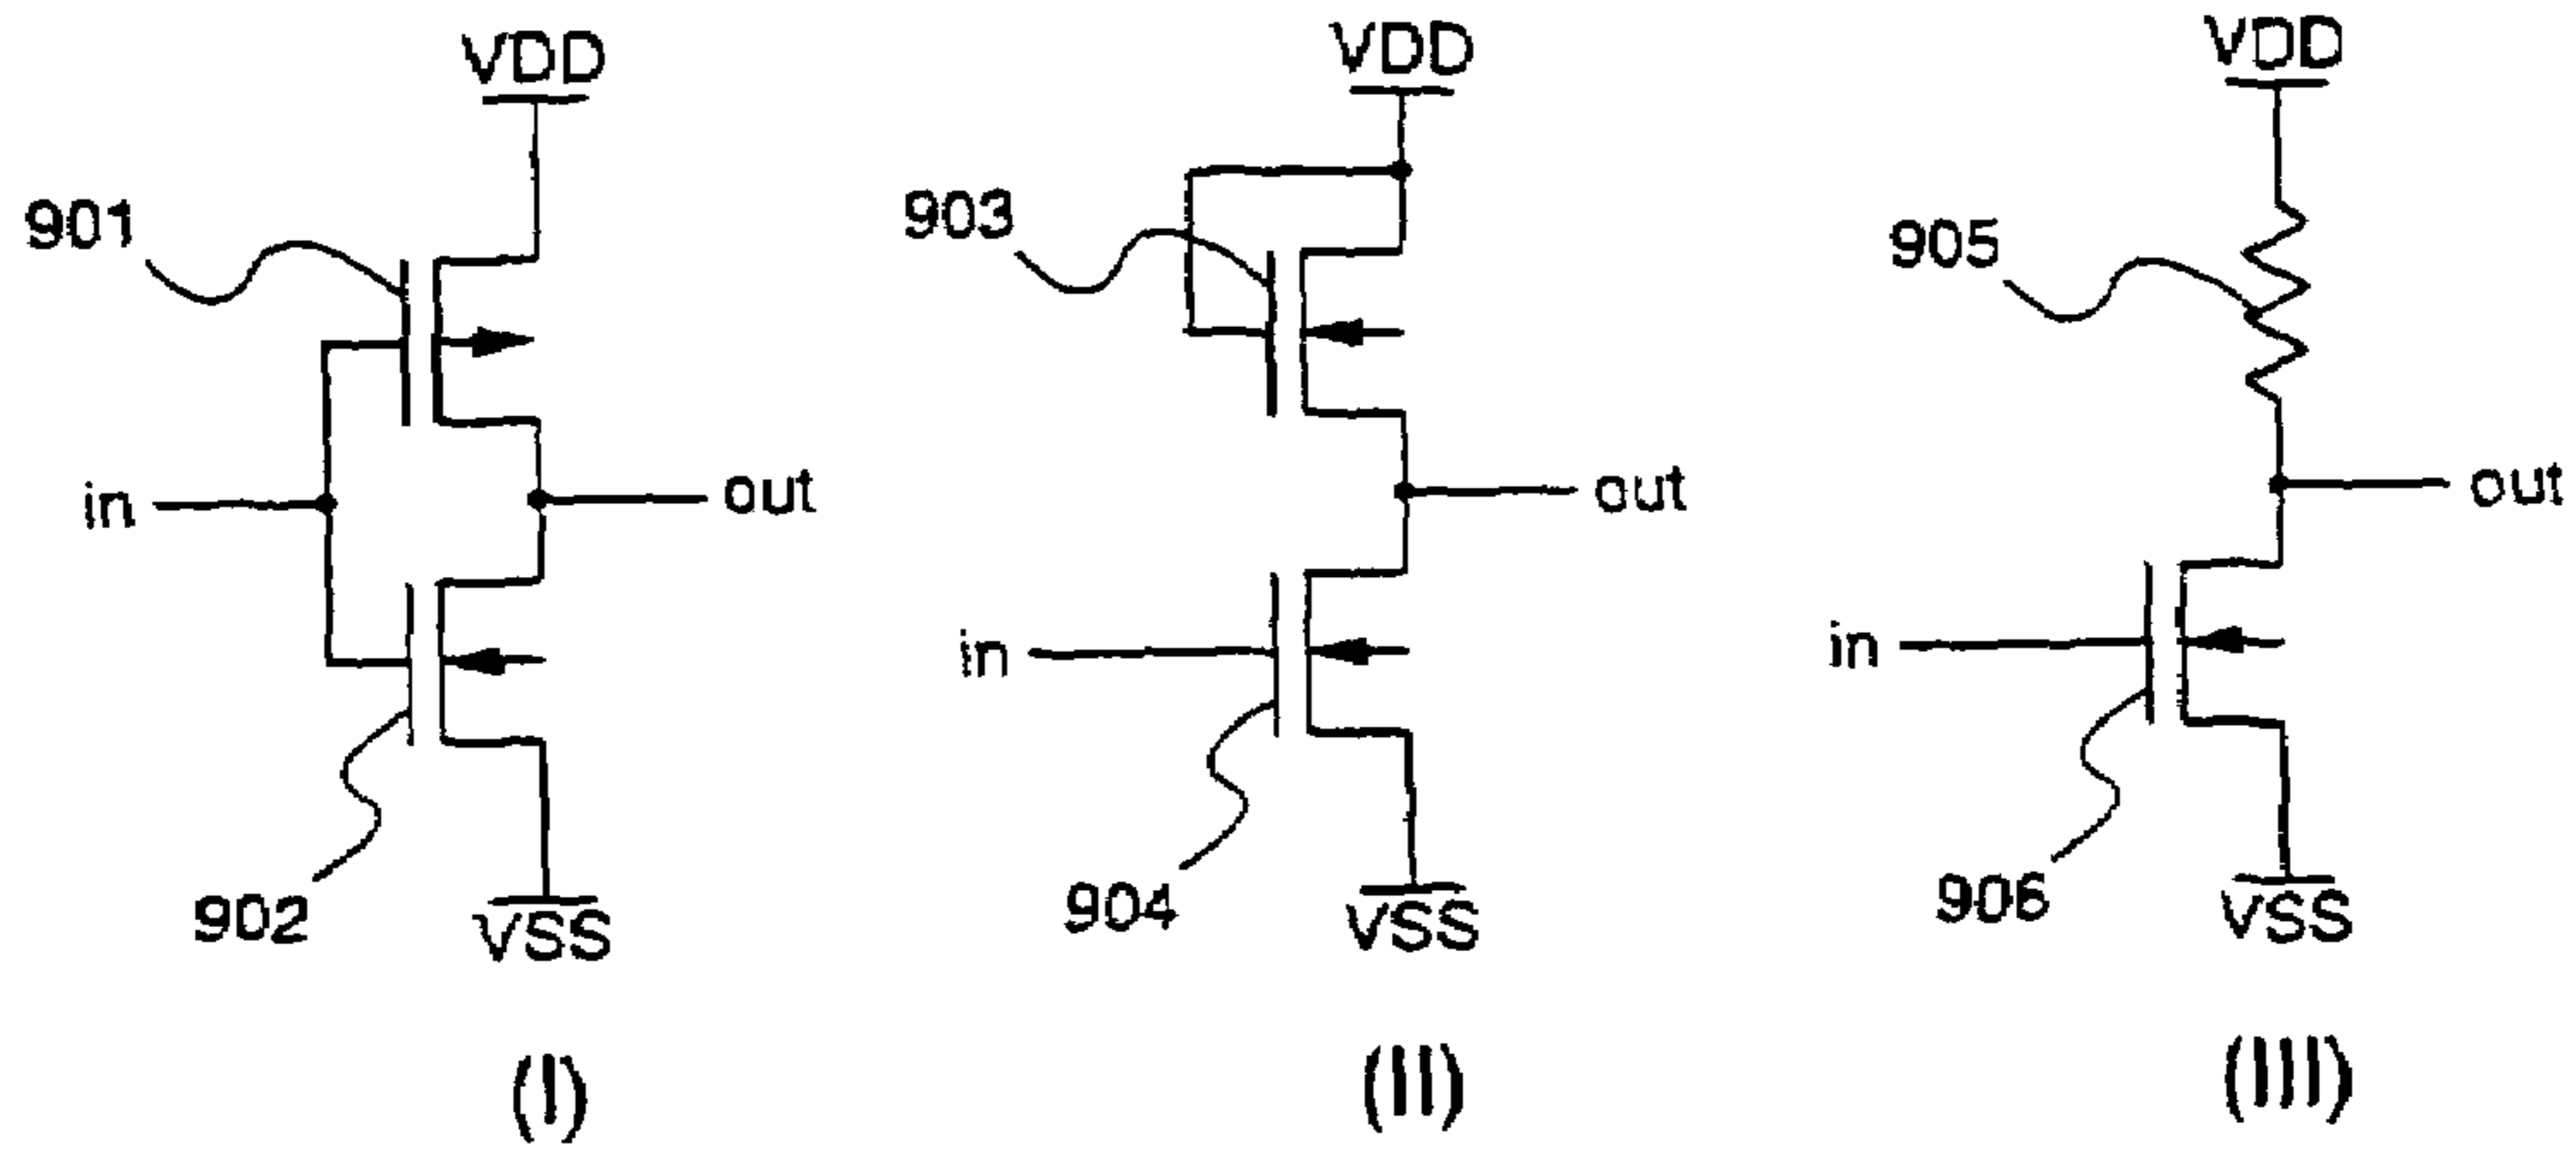 VDD
901
in
out
902
VSS
(I)
VDD
903
out
in
904
VSS
(II)
VDD
905
out
in
906
VSS
(III)